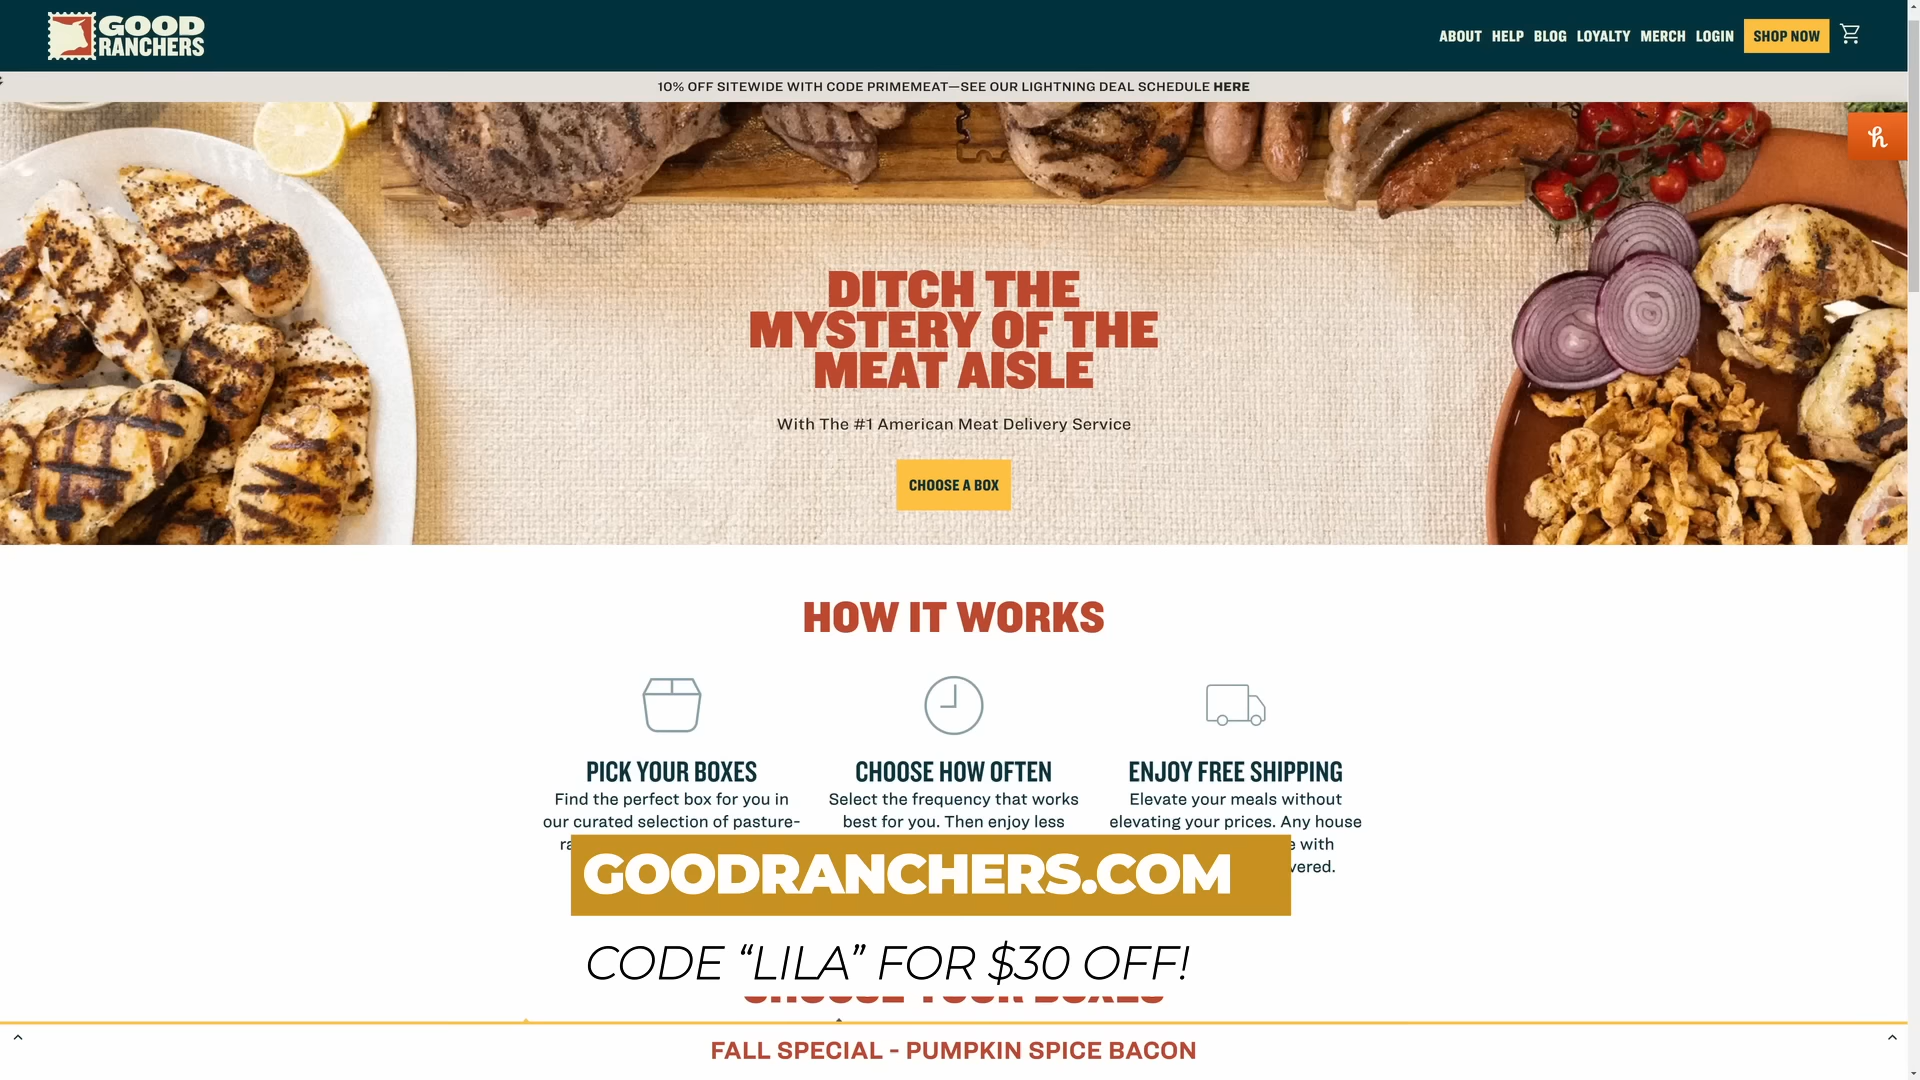 GOOD
RANCHERS
ABOUT HELP BLOG LOYALTY MERCH LOGIN SHOP NOW
10% OFF SITEWIDE WITH CODE PRIMEMEAT—SEE OUR LIGHTNING DEAL SCHEDULE HERE
DITCH THE
MYSTERY OF THE
MEAT AISLE
With The #1 American Meat Delivery Service
CHOOSE A BOX
HOW IT WORKS
PICK YOUR BOXES
Find the perfect box for you in
our curated selection of pasture-
CHOOSE HOW OFTEN
Select the frequency that works
best for you. Then enjoy less
ENJOY FREE SHIPPING
Elevate your meals without
elevating your prices. Any house
with
GOODRANCHERS.COM
CODE “LILA” FOR $30 OFF!
CHOOSE YOUR BOXES
FALL SPECIAL - PUMPKIN SPICE BACON